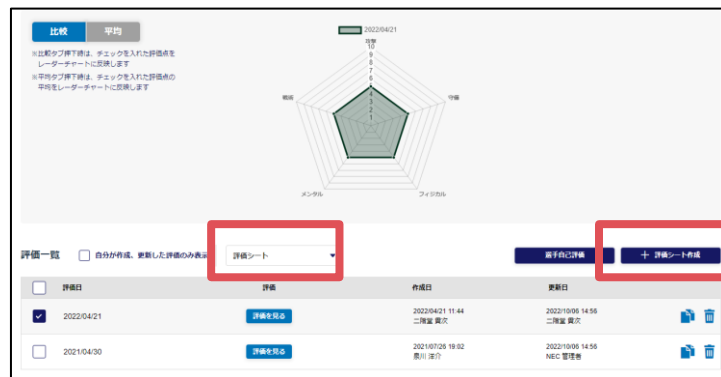 比較 平均
※比較タブ押下時は、チェックを入れた評価点を
レーダーチャートに反映します
※平均タブ押下時は、チェックを入れた評価点の
平均をレーダーチャートに反映します
2022/04/21
攻撃
10
9
8
7
6
4
3
2
1
戦術 守備
メンタル フィジカル
評価一覧 自分が作成、更新した評価のみ表示 評価シート 選手自己評価 + 評価シート作成
評価日 評価 作成日 更新日
2022/04/21 評価を見る 2022/04/21 11:44 2022/10/06 14:56
二階堂 貴次 二階堂 貴次
2021/04/30 評価を見る 2021/07/26 19:02 2022/10/06 14:56
泉川 洋介 NEC 管理者